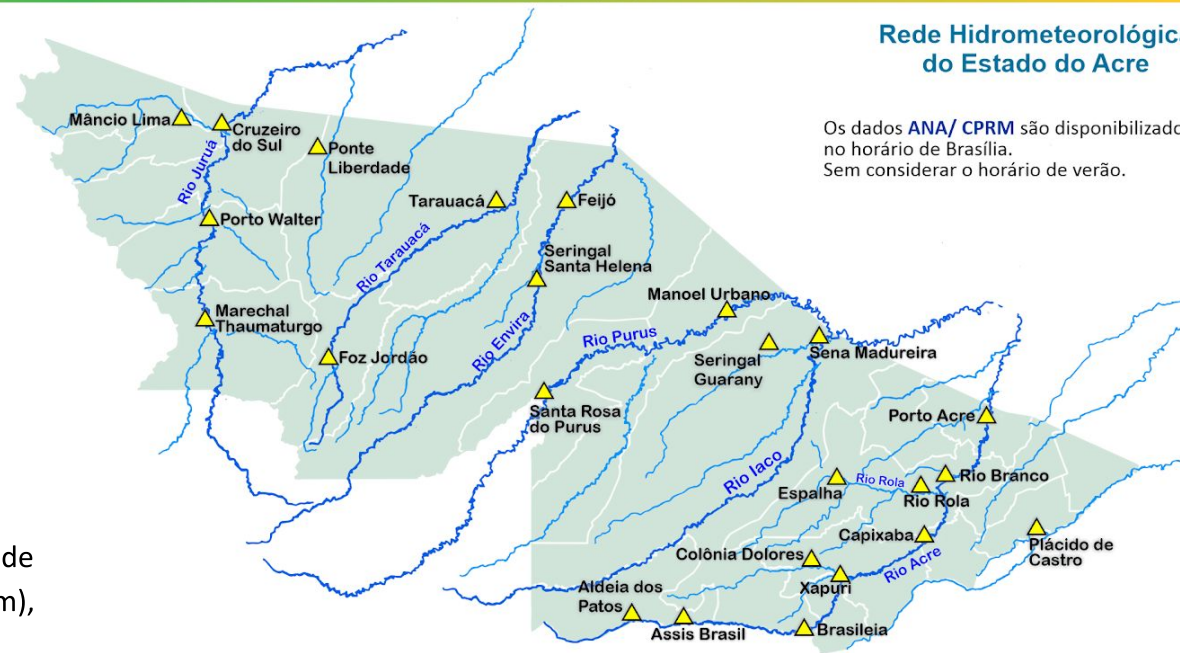 Rede Hidrometeorológic
do Estado do Acre
Os dados ANA/ CPRM são disponibilizado
no horário de Brasília.
Sem considerar o horário de verão.
Mâncio Lima
Cruzeiro
do Sul
Ponte
Liberdade
Rio Juruá
Porto Walter
Tarauacá
Feijó
Rio Tarauacá
Seringal
Santa Helena
Marechal
Thaumaturgo
Foz Jordão
Rio Envira
Manoel Urbano
Rio Purus
Seringal
Guarany
Sena Madureira
Santa Rosa
do Purus
Porto Acre
Rio Iaco
Espalha
Rio Rola
Rio Rola
Rio Branco
Capixaba
Plácido de
Castro
Colônia Dolores
Rio Acre
Xapuri
Aldeia dos
Patos
Assis Brasil
Brasileia
de
m),